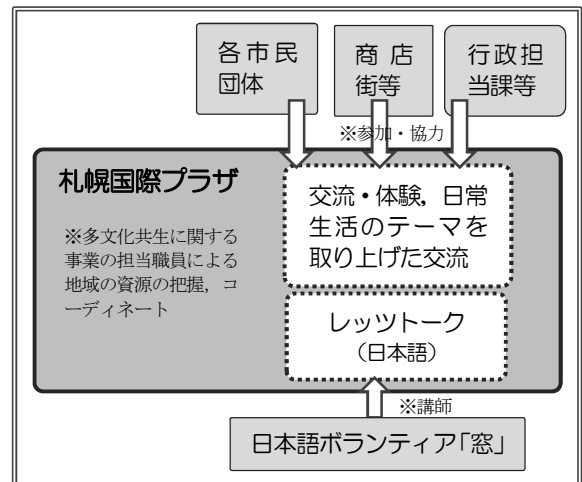 各市民
団体
商店
街等
行政担
当課等
※参加・協力
札幌国際プラザ
※多文化共生に関する
事業の担当職員による
地域の資源の把握，コ
ーディネート
交流・体験，日常
生活のテーマを
取り上げた交流
レッツトーク
（日本語）
※講師
日本語ボランティア「窓」